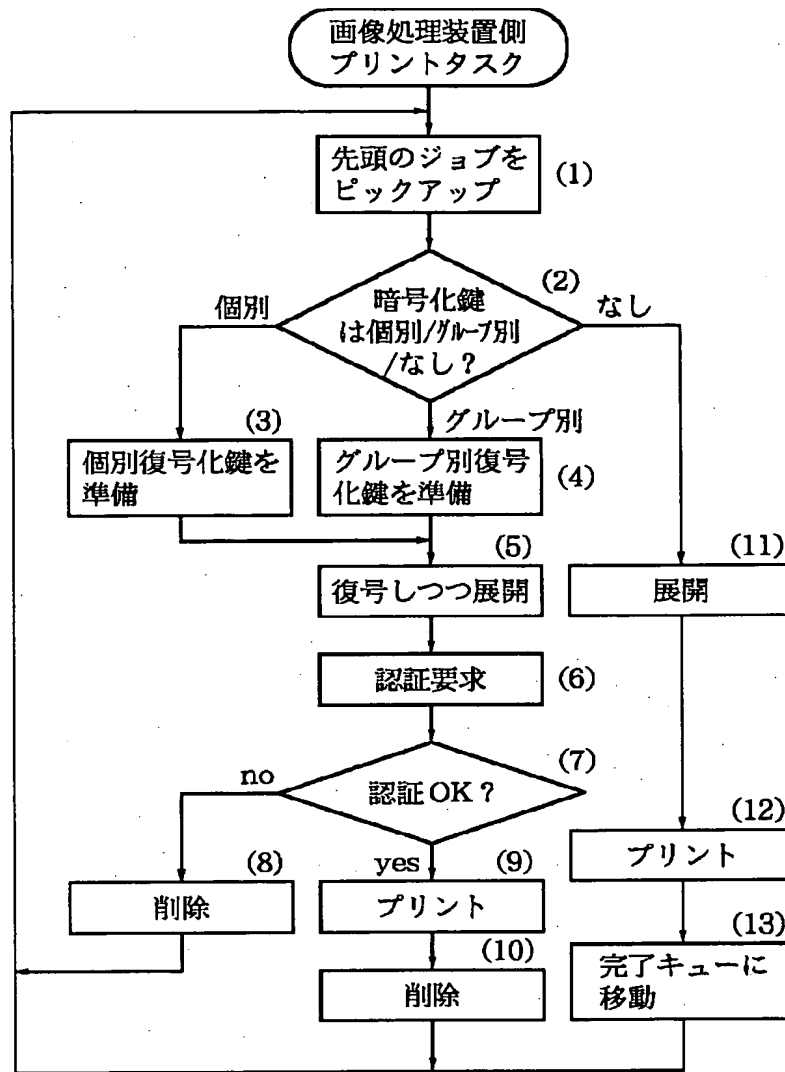 画像処理装置側
プリントタスク
先頭のジョブを
ピックアップ
(1)
(2)
暗号化鍵
は個別/グループ別
/なし？
個別
なし
グループ別
(3)
個別復号化鍵を
準備
グループ別復号
化鍵を準備
(4)
(5)
復号しつつ展開
(11)
展開
認証要求
(6)
(7)
認証OK？
no
yes
(8)
削除
(9)
プリント
(12)
プリント
(10)
削除
(13)
完了キューに
移動